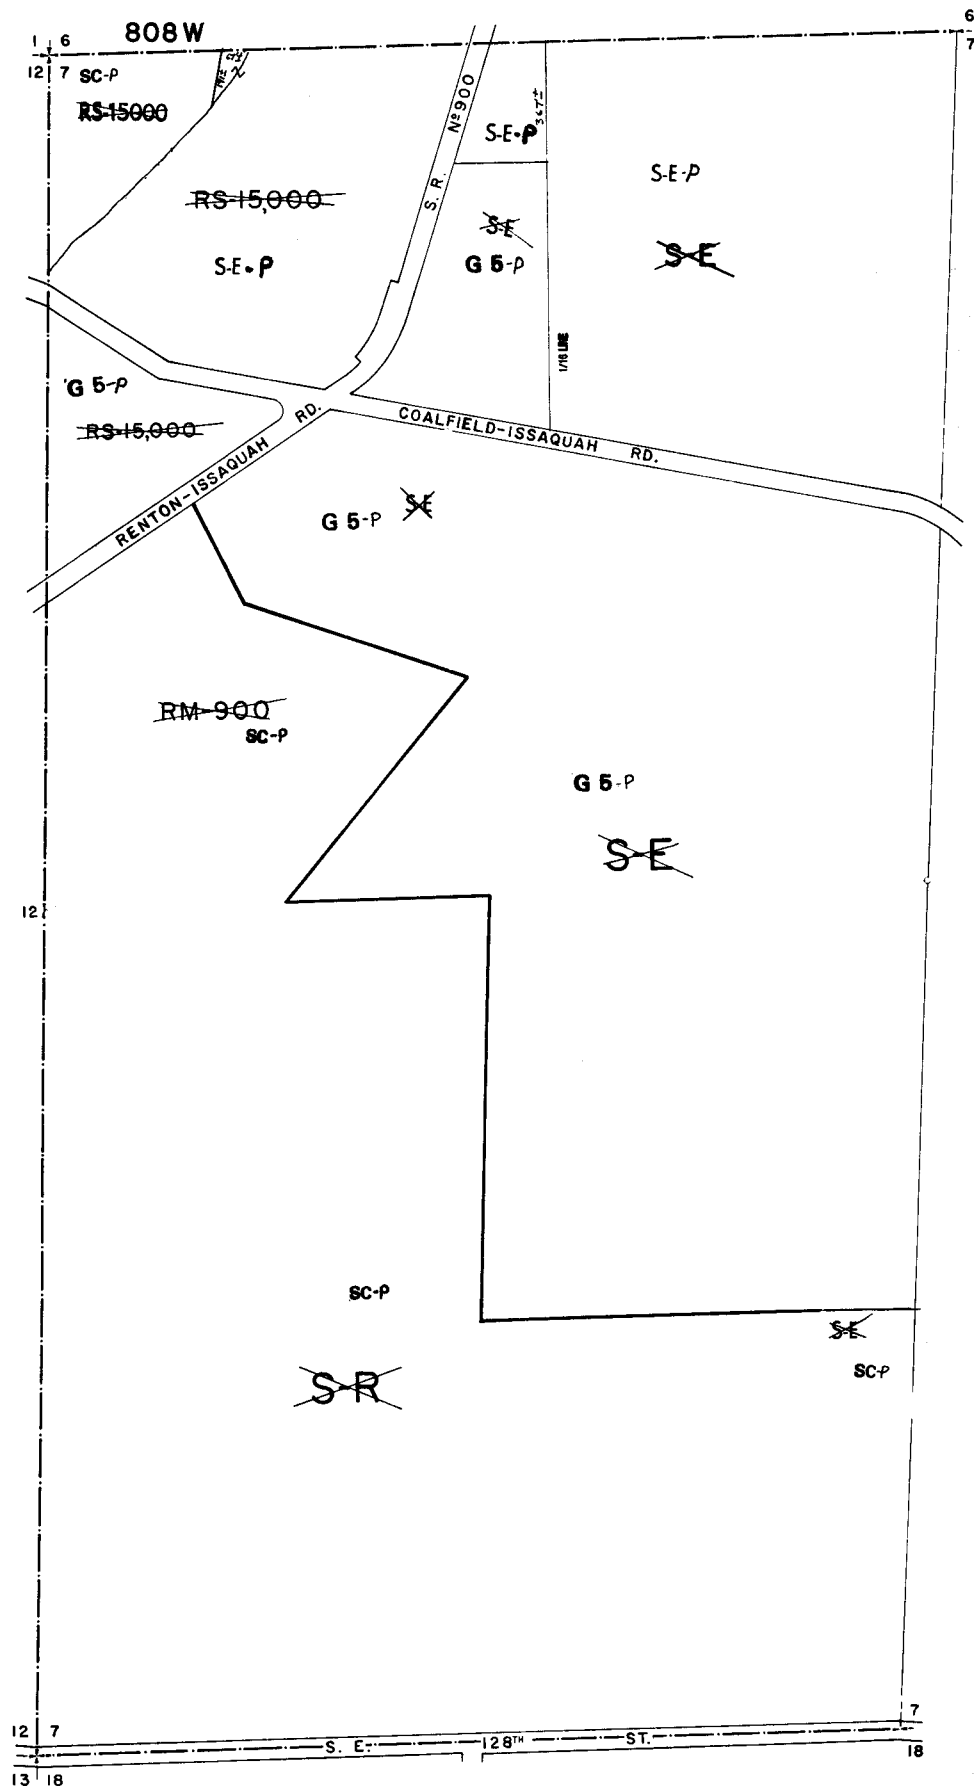 808 W
6
1 6
7
12 7
SC-P
RS-15000
Nº 900
S. R.
S-E-P
367'±
S-E-P
RS-15,000
S-E
S-E
S-E-P
G 5-P
1/16 LINE
G 5-P
RS-15,000
RD.
COALFIELD-ISSAQUAH RD.
RENTON-ISSAQUAH
G 5-P
S-E
RM-900
SC-P
G 5-P
S-E
12
SC-P
S-E
SC-P
S-R
7
12 7
S. E. 128TH ST.
18
13 18